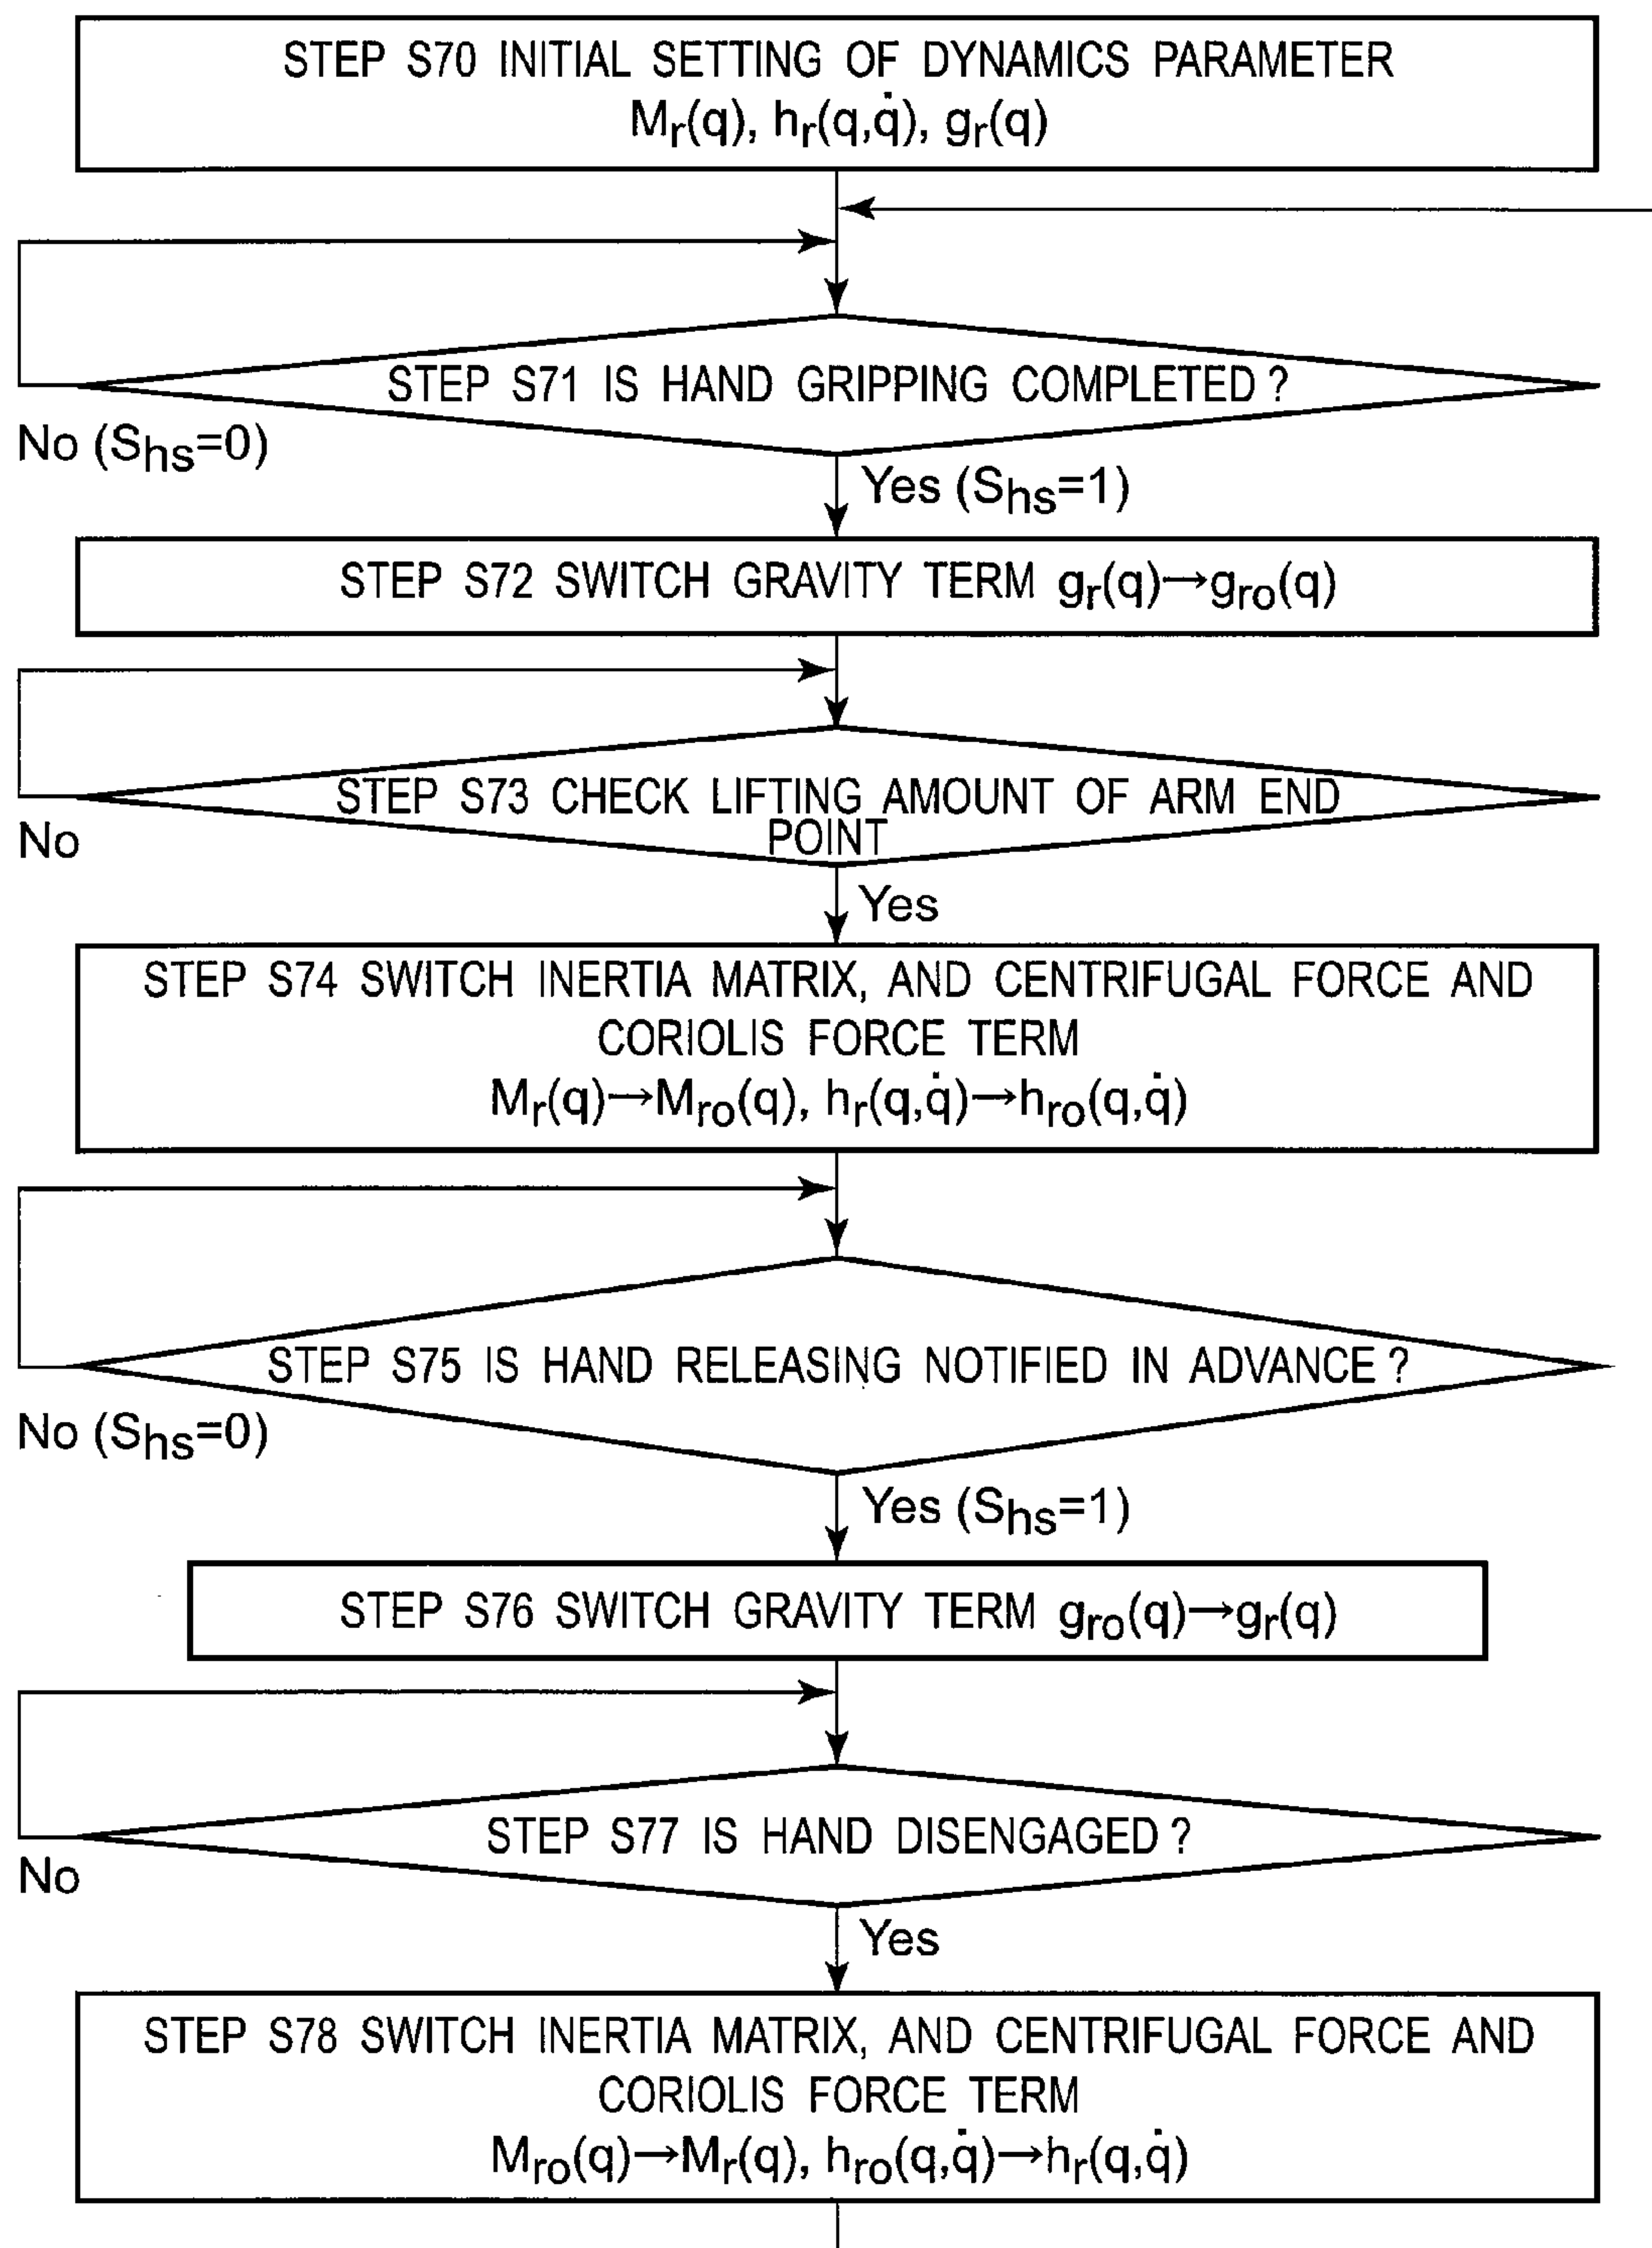 STEP S70 INITIAL SETTING OF DYNAMICS PARAMETER
Mr(q), hr(q,q̇), gr(q)
STEP S71 IS HAND GRIPPING COMPLETED ?
No (Shs=0)
Yes (Shs=1)
STEP S72 SWITCH GRAVITY TERM gr(q)→gro(q)
STEP S73 CHECK LIFTING AMOUNT OF ARM END
POINT
No
Yes
STEP S74 SWITCH INERTIA MATRIX, AND CENTRIFUGAL FORCE AND
CORIOLIS FORCE TERM
Mr(q)→Mro(q), hr(q,q̇)→hro(q,q̇)
STEP S75 IS HAND RELEASING NOTIFIED IN ADVANCE ?
No (Shs=0)
Yes (Shs=1)
STEP S76 SWITCH GRAVITY TERM gro(q)→gr(q)
STEP S77 IS HAND DISENGAGED ?
No
Yes
STEP S78 SWITCH INERTIA MATRIX, AND CENTRIFUGAL FORCE AND
CORIOLIS FORCE TERM
Mro(q)→Mr(q), hro(q,q̇)→hr(q,q̇)